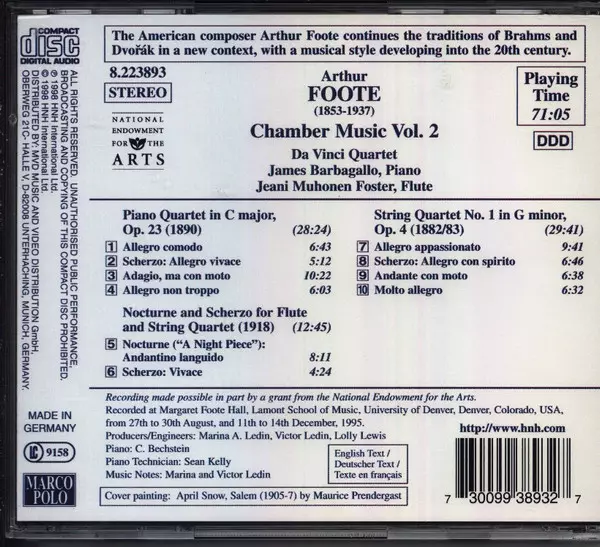 COMPACT
disc
DIGITAL AUDIO
The American composer Arthur Foote continues the traditions of Brahms and
Dvořák in a new context, with a musical style developing into the 20th century.
8.223893
STEREO
NATIONAL
ENDOWMENT
FOR THE
ARTS
Arthur
FOOTE
(1853-1937)
Chamber Music Vol. 2
Da Vinci Quartet
James Barbagallo, Piano
Jeani Muhonen Foster, Flute
Playing
Time
71:05
DDD
ALL RIGHTS RESERVED. UNAUTHORISED PUBLIC PERFORMANCE,
BROADCASTING AND COPYING OF THIS COMPACT DISC PROHIBITED.
℗ 1998 HNH International Ltd.
© 1998 HNH International Ltd.
DISTRIBUTED BY: MVD MUSIC AND VIDEO DISTRIBUTION GmbH,
OBERWEG 21C - HALLE V, D-82008 UNTERHACHING, MUNICH, GERMANY.
Piano Quartet in C major,
Op. 23 (1890) (28:24)
1 Allegro comodo 6:43
2 Scherzo: Allegro vivace 5:12
3 Adagio, ma con moto 10:22
4 Allegro non troppo 6:03
Nocturne and Scherzo for Flute
and String Quartet (1918) (12:45)
5 Nocturne ("A Night Piece"):
Andantino languido 8:11
6 Scherzo: Vivace 4:24
String Quartet No. 1 in G minor,
Op. 4 (1882/83) (29:41)
7 Allegro appassionato 9:41
8 Scherzo: Allegro con spirito 6:46
9 Andante con moto 6:38
10 Molto allegro 6:32
Recording made possible in part by a grant from the National Endowment for the Arts.
Recorded at Margaret Foote Hall, Lamont School of Music, University of Denver, Denver, Colorado, USA,
from 27th to 30th August, and 11th to 14th December, 1995.
Producers/Engineers: Marina A. Ledin, Victor Ledin, Lolly Lewis
Piano: C. Bechstein
Piano Technician: Sean Kelly
Music Notes: Marina and Victor Ledin
English Text /
Deutscher Text /
Texte en français
http://www.hnh.com
Cover painting: April Snow, Salem (1905-7) by Maurice Prendergast
MADE IN
GERMANY
LC 9158
MARCO
POLO
7 30099 38932 7